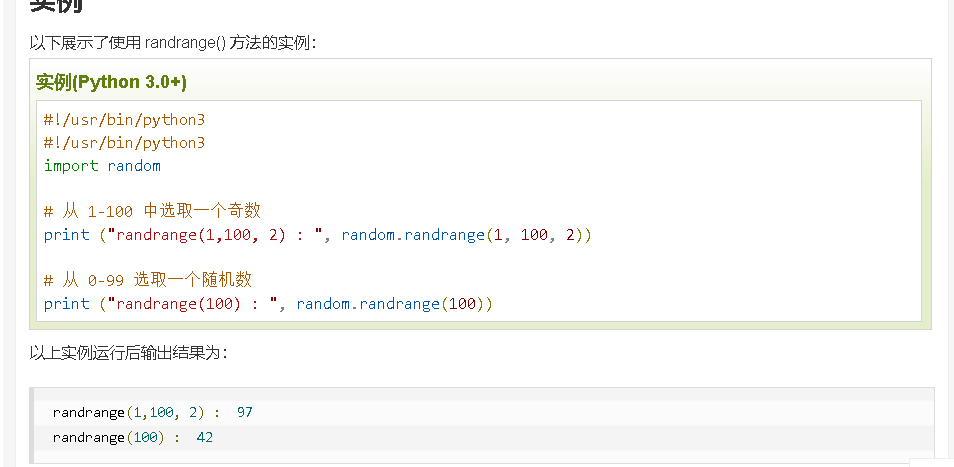 实例
以下展示了使用 randrange() 方法的实例：
实例(Python 3.0+)
#!/usr/bin/python3
#!/usr/bin/python3
import random
# 从 1-100 中选取一个奇数
print ("randrange(1,100, 2) : ", random.randrange(1, 100, 2))
# 从 0-99 选取一个随机数
print ("randrange(100) : ", random.randrange(100))
以上实例运行后输出结果为：
randrange(1,100, 2) :  97
randrange(100) :  42